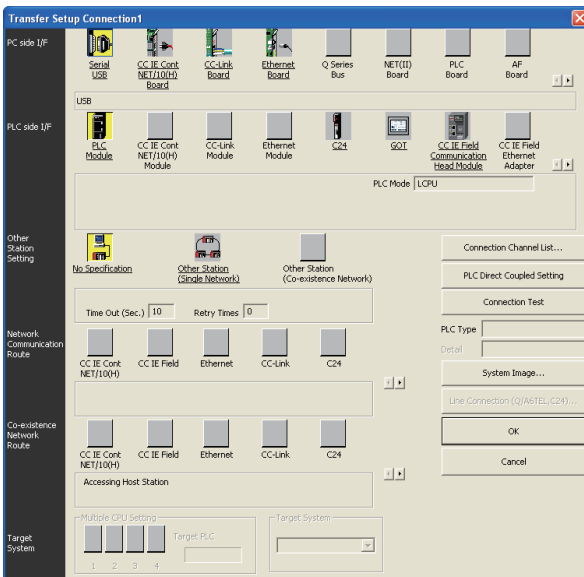 Transfer Setup Connection1
PC side I/F
Serial
USB
CC IE Cont
NET/10(H)
Board
CC-Link
Board
Ethernet
Board
Q Series
Bus
NET(II)
Board
PLC
Board
AF
Board
USB
PLC side I/F
PLC
Module
CC IE Cont
NET/10(H)
Module
CC-Link
Module
Ethernet
Module
C24
GOT
CC IE Field
Communication
Head Module
CC IE Field
Ethernet
Adapter
PLC Mode LCPU
Other
Station
Setting
No Specification
Other Station
(Single Network)
Other Station
(Co-existence Network)
Time Out (Sec.) 10 Retry Times 0
Connection Channel List...
PLC Direct Coupled Setting
Connection Test
PLC Type
Detail
System Image...
Line Connection (Q/A6TEL,C24)...
OK
Cancel
Network
Communication
Route
CC IE Cont
NET/10(H)
CC IE Field
Ethernet
CC-Link
C24
Co-existence
Network
Route
CC IE Cont
NET/10(H)
CC IE Field
Ethernet
CC-Link
C24
Accessing Host Station
Target
System
Multiple CPU Setting
1 2 3 4
Target PLC
Target System